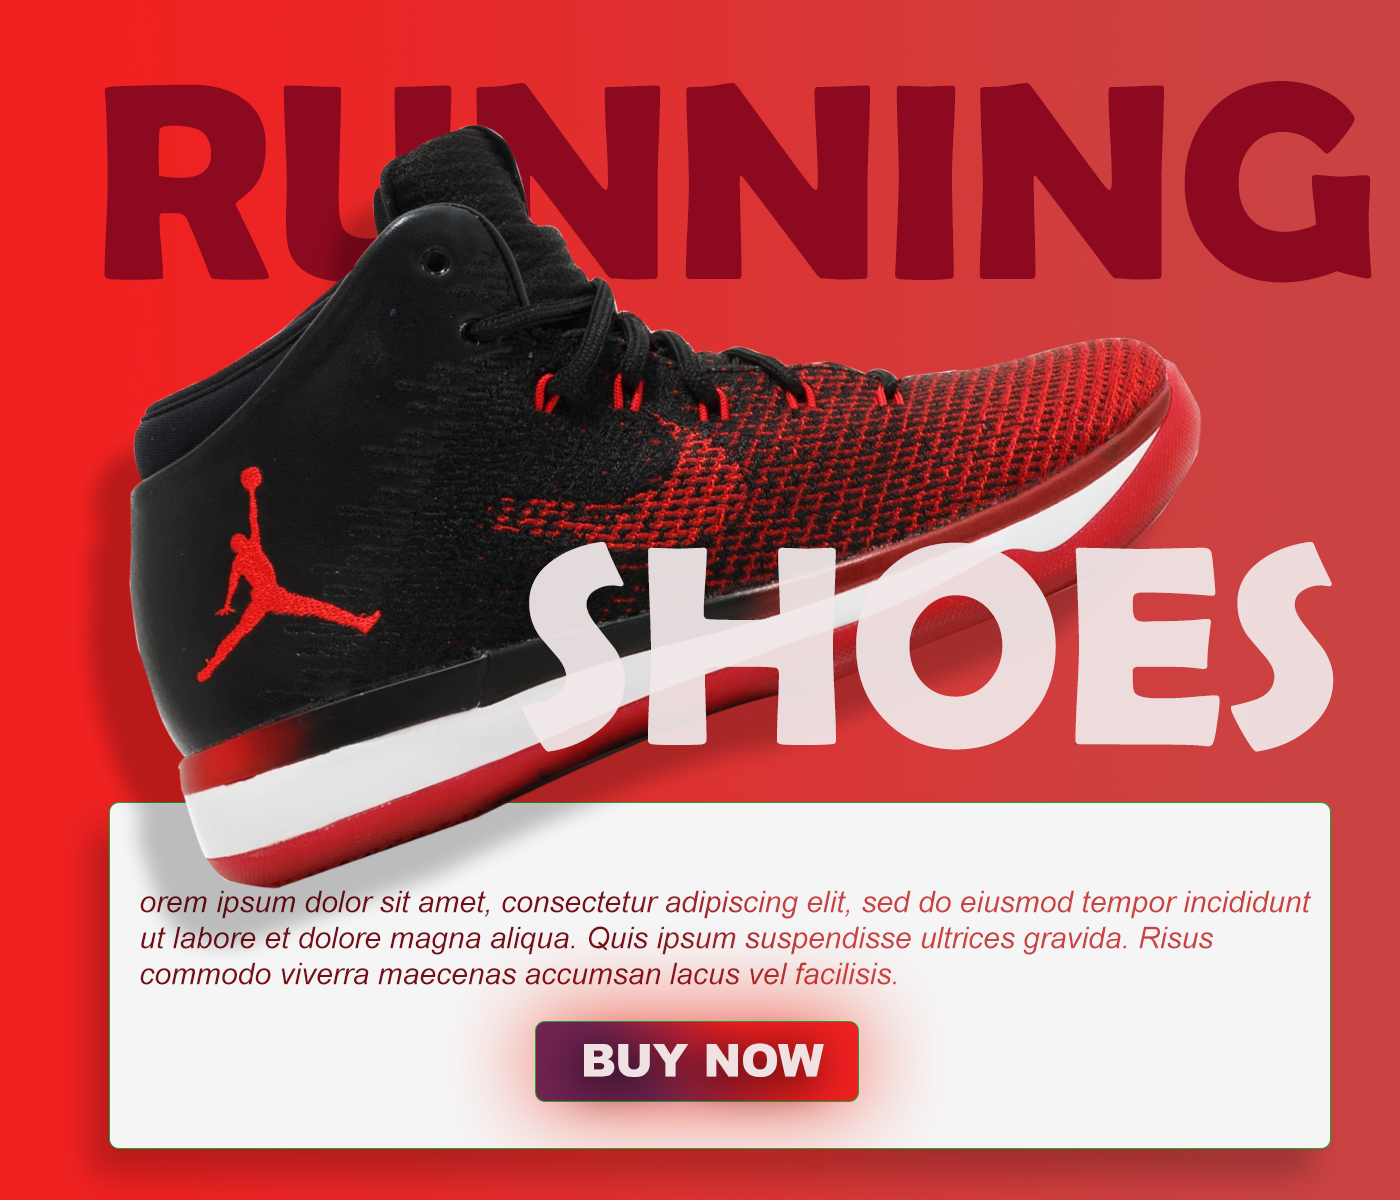 RUNNING
SHOES
orem ipsum dolor sit amet, consectetur adipiscing elit, sed do eiusmod tempor incididunt
ut labore et dolore magna aliqua. Quis ipsum suspendisse ultrices gravida. Risus
commodo viverra maecenas accumsan lacus vel facilisis.
BUY NOW